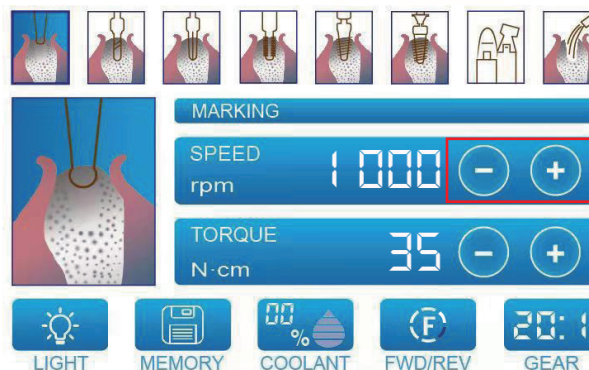 MARKING
SPEED
rpm
1000
− +
TORQUE
N·cm
35
− +
00
%
F
20:1
LIGHT
MEMORY
COOLANT
FWD/REV
GEAR